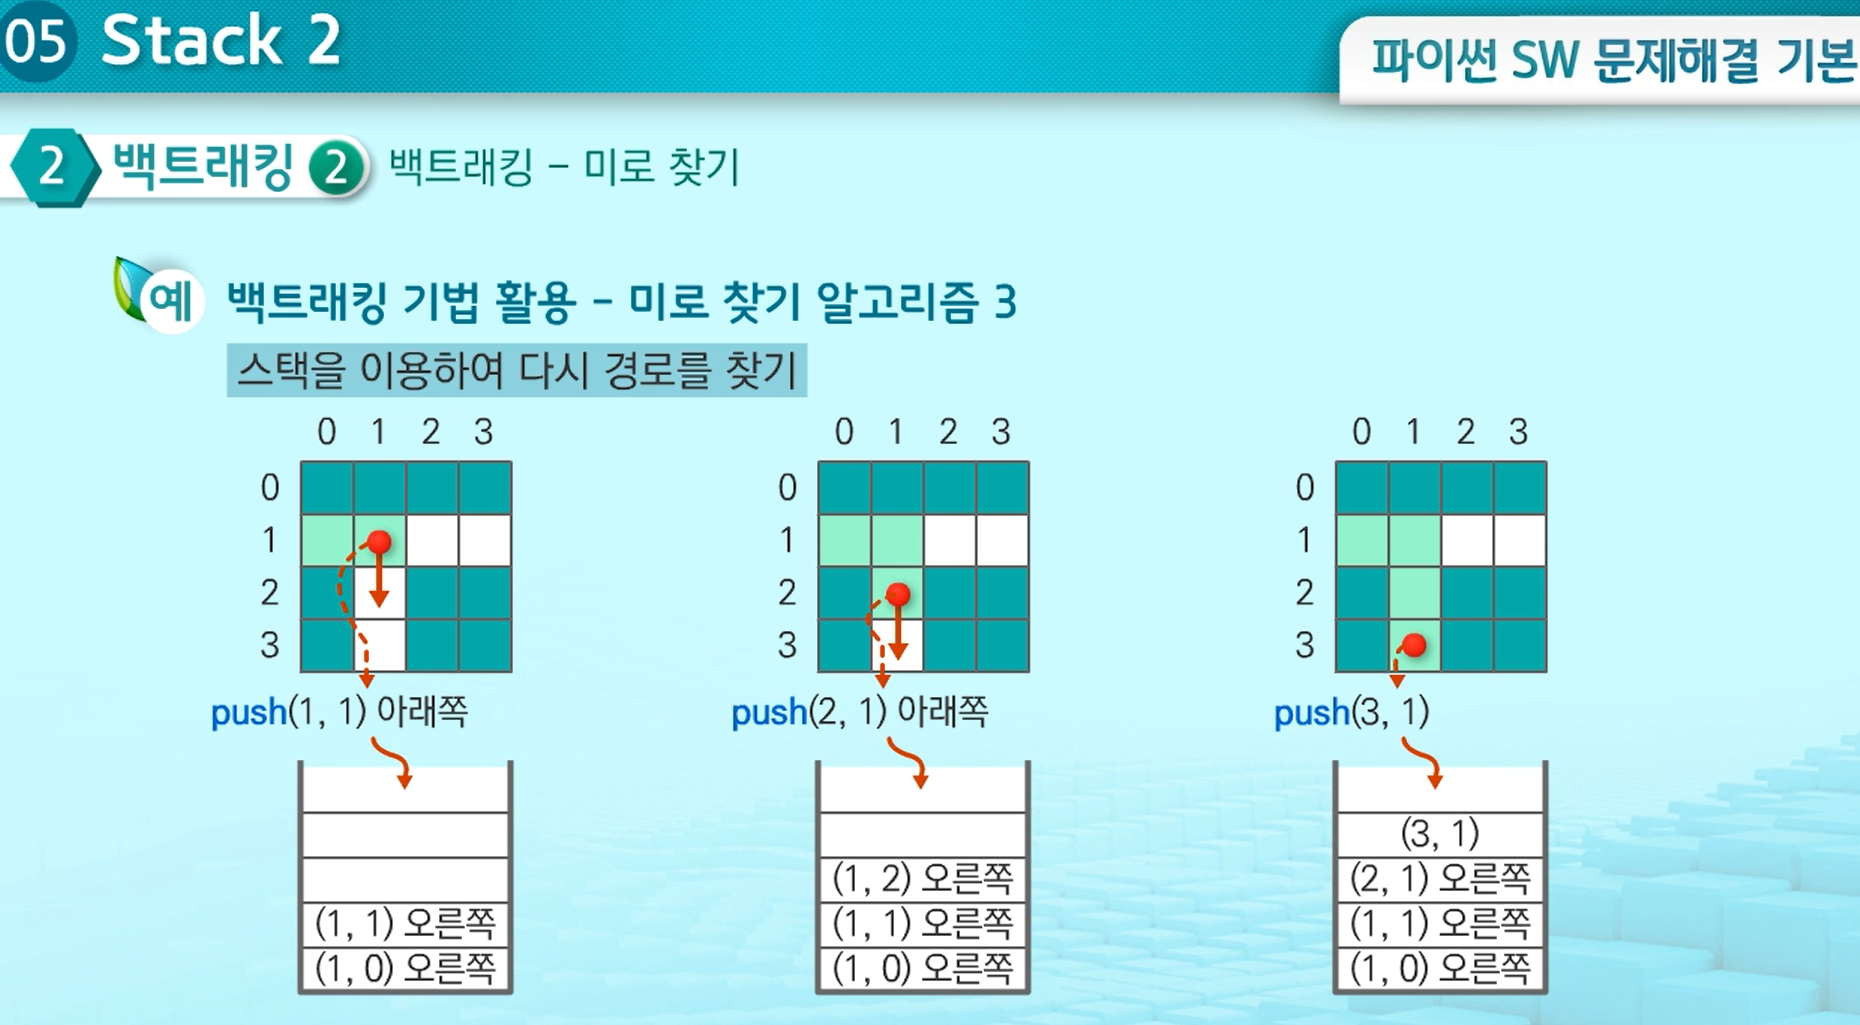 05 Stack 2
파이썬 SW 문제해결 기본
2 백트래킹 2 백트래킹 – 미로 찾기
예 백트래킹 기법 활용 – 미로 찾기 알고리즘 3
스택을 이용하여 다시 경로를 찾기
0 1 2 3
0
1
2
3
push(1, 1) 아래쪽
(1, 1) 오른쪽
(1, 0) 오른쪽
0 1 2 3
0
1
2
3
push(2, 1) 아래쪽
(1, 2) 오른쪽
(1, 1) 오른쪽
(1, 0) 오른쪽
0 1 2 3
0
1
2
3
push(3, 1)
(3, 1)
(2, 1) 오른쪽
(1, 1) 오른쪽
(1, 0) 오른쪽